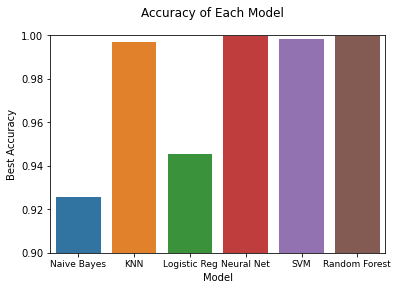 Accuracy of Each Model
1.00
0.98
0.96
0.94
0.92
0.90
Best Accuracy
Naive Bayes KNN Logistic Reg Neural Net SVM Random Forest
Model